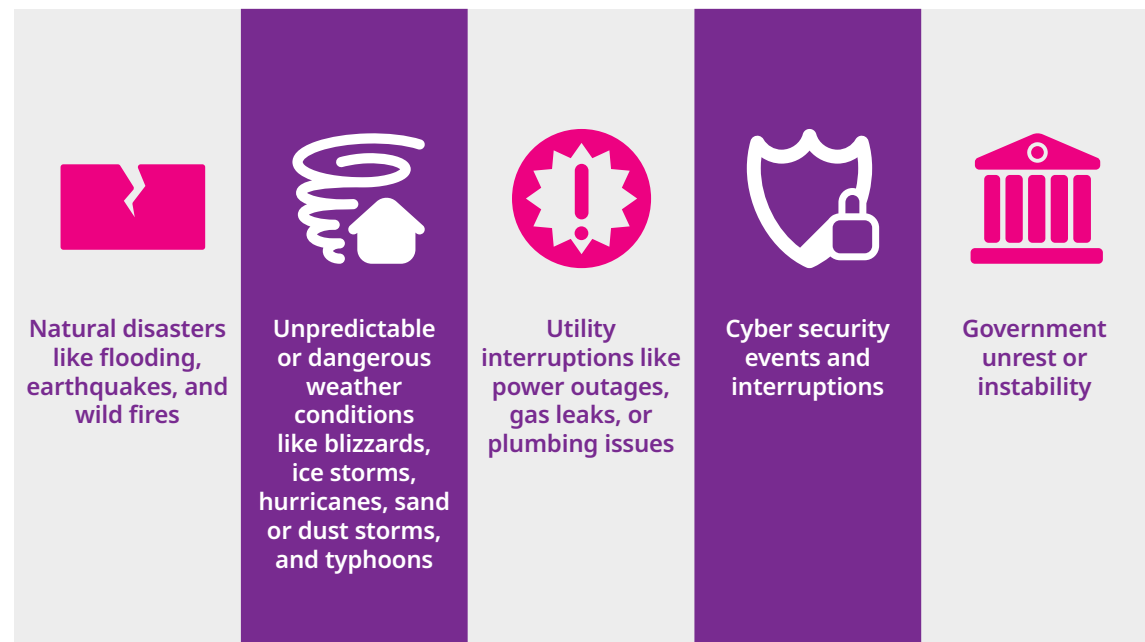 Natural disasters
like flooding,
earthquakes, and
wild fires
Unpredictable
or dangerous
weather
conditions
like blizzards,
ice storms,
hurricanes, sand
or dust storms,
and typhoons
Utility
interruptions like
power outages,
gas leaks, or
plumbing issues
Cyber security
events and
interruptions
Government
unrest or
instability